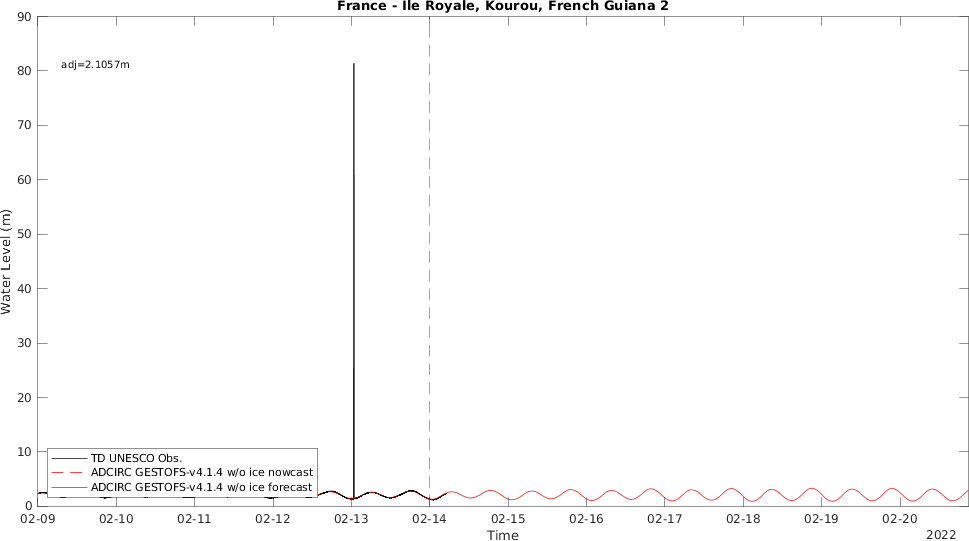 France - Ile Royale, Kourou, French Guiana 2
90
80
70
60
50
40
30
20
10
0
Water Level (m)
adj=2.1057m
TD UNESCO Obs.
ADCIRC GESTOFS-v4.1.4 w/o ice nowcast
ADCIRC GESTOFS-v4.1.4 w/o ice forecast
02-09 02-10 02-11 02-12 02-13 02-14 02-15 02-16 02-17 02-18 02-19 02-20
Time
2022